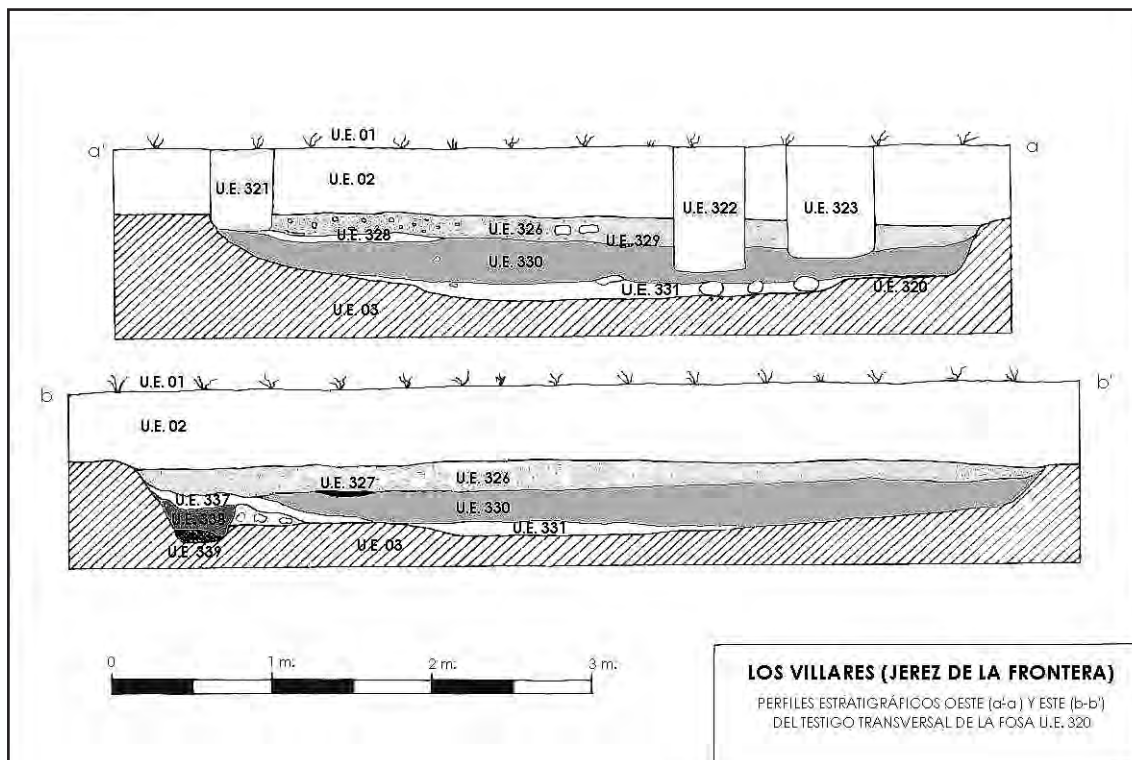 U.E. 01
a' a
U.E. 321 U.E. 02 U.E. 322 U.E. 323
U.E. 326
U.E. 328 U.E. 329
U.E. 330
U.E. 331 U.E. 320
U.E. 03
U.E. 01
b b'
U.E. 02
U.E. 326
U.E. 327
U.E. 337
U.E. 330
U.E. 338
U.E. 331
U.E. 03
U.E. 339
0 1 m. 2 m. 3 m.
LOS VILLARES (JEREZ DE LA FRONTERA)
PERFILES ESTRATIGRÁFICOS OESTE (a'-a) Y ESTE (b-b')
DEL TESTIGO TRANSVERSAL DE LA FOSA U.E. 320